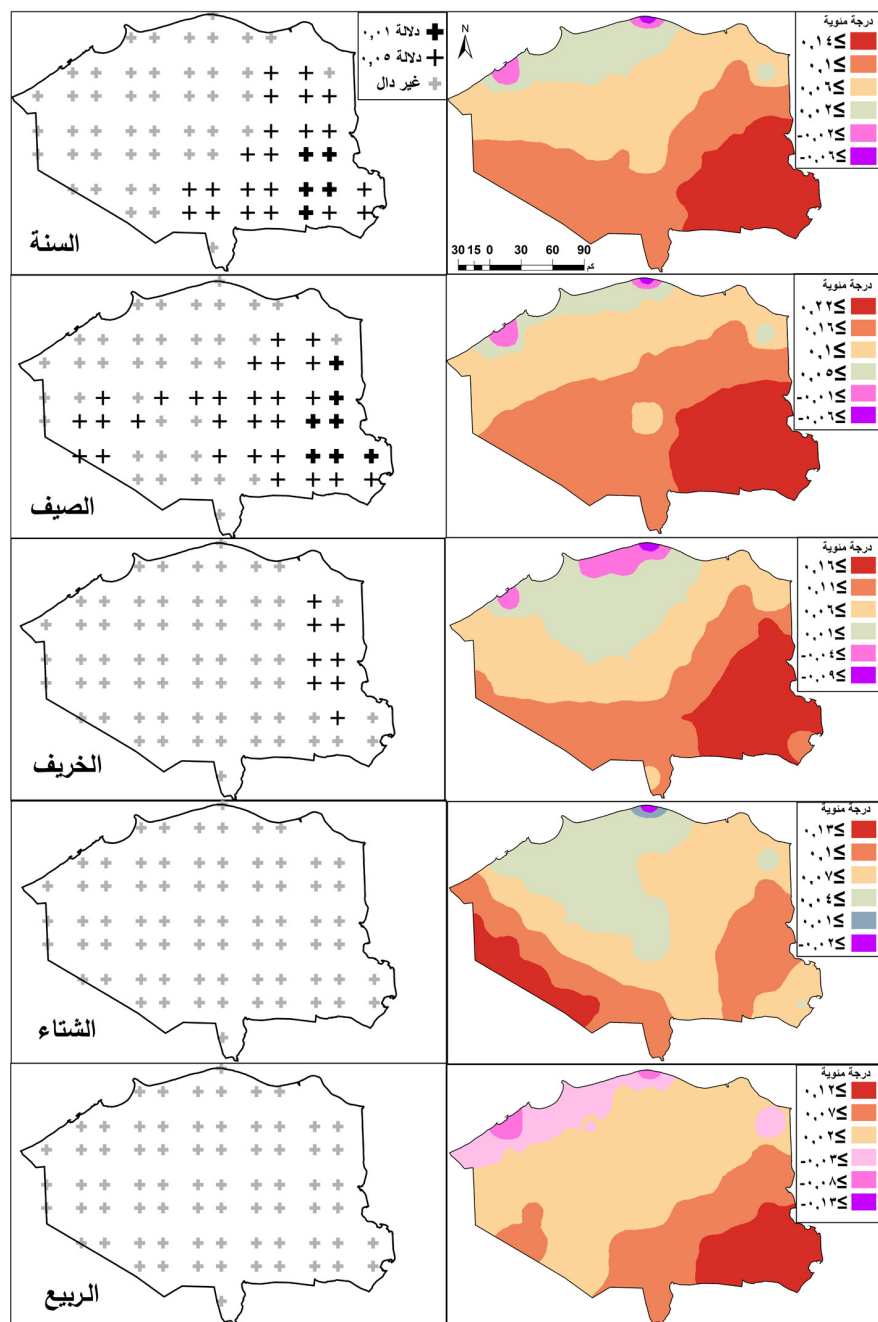 دلالة ٠,٠١
دلالة ٠,٠٥
غير دال
السنة
N
درجة مئوية
≥٠,١٤
≥٠,١
≥٠,٠٦
≥٠,٠٢
≥-٠,٠٢
≥-٠,٠٦
30 15 0 30 60 90
كم
الصيف
درجة مئوية
≥٠,٢٢
≥٠,١٦
≥٠,١
≥٠,٠٥
≥-٠,٠١
≥-٠,٠٦
الخريف
درجة مئوية
≥٠,١٦
≥٠,١١
≥٠,٠٦
≥٠,٠١
≥-٠,٠٤
≥-٠,٠٩
الشتاء
درجة مئوية
≥٠,١٣
≥٠,١
≥٠,٠٧
≥٠,٠٤
≥٠,٠١
≥-٠,٠٢
الربيع
درجة مئوية
≥٠,١٢
≥٠,٠٧
≥٠,٠٢
≥-٠,٠٣
≥-٠,٠٨
≥-٠,١٣